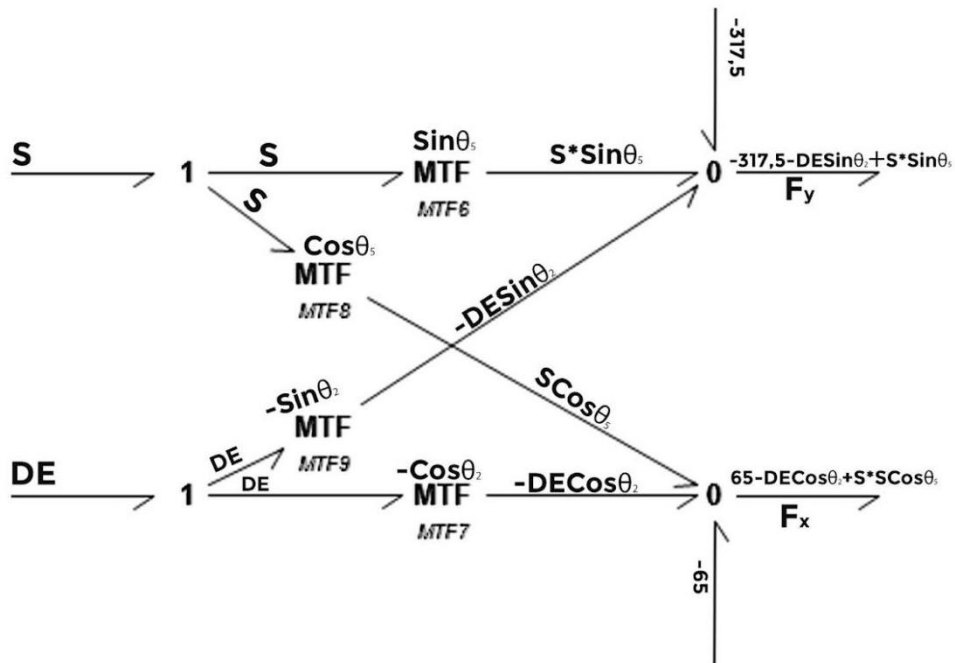 -317,5
Sinθ₅
S
S
S*Sinθ₅
-317,5-DESinθ₂+S*Sinθ₅
1
MTF
0
Fy
MTF6
S
Cosθ₅
MTF
-DESinθ₂
MTF8
SCosθ₅
-Sinθ₂
MTF
DE
-Cosθ₂
65-DECosθ₂+S*SCosθ₅
DE
MTF9
-DECosθ₂
1
DE
MTF
0
Fx
MTF7
-65